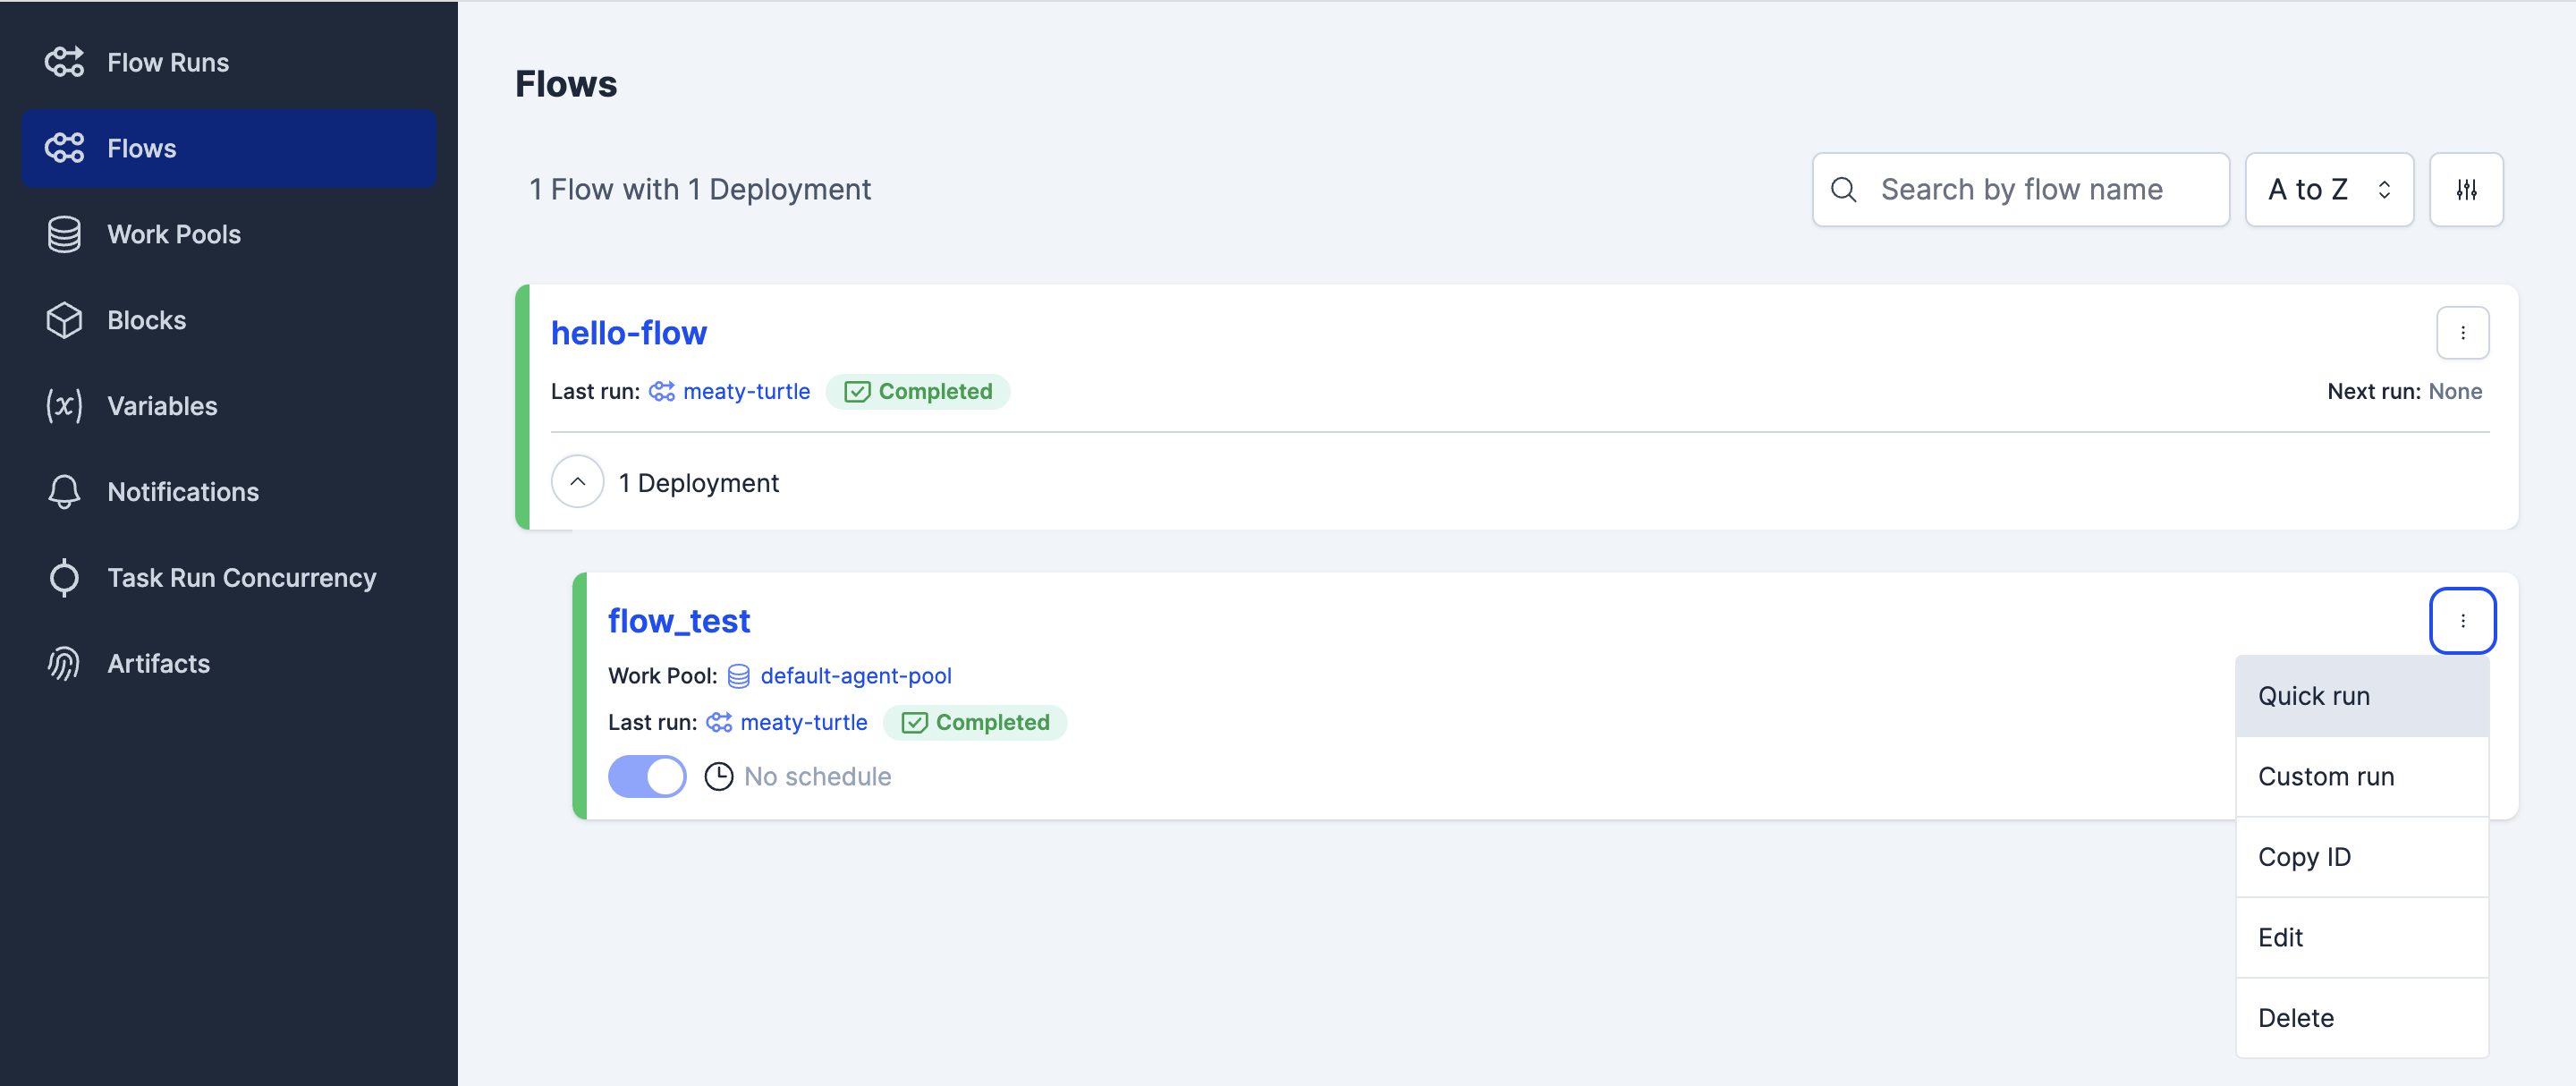 Flow Runs
Flows
Work Pools
Blocks
Variables
Notifications
Task Run Concurrency
Artifacts
Flows
1 Flow with 1 Deployment
Search by flow name
A to Z
hello-flow
Last run: meaty-turtle Completed
Next run: None
1 Deployment
flow_test
Work Pool: default-agent-pool
Last run: meaty-turtle Completed
No schedule
Quick run
Custom run
Copy ID
Edit
Delete